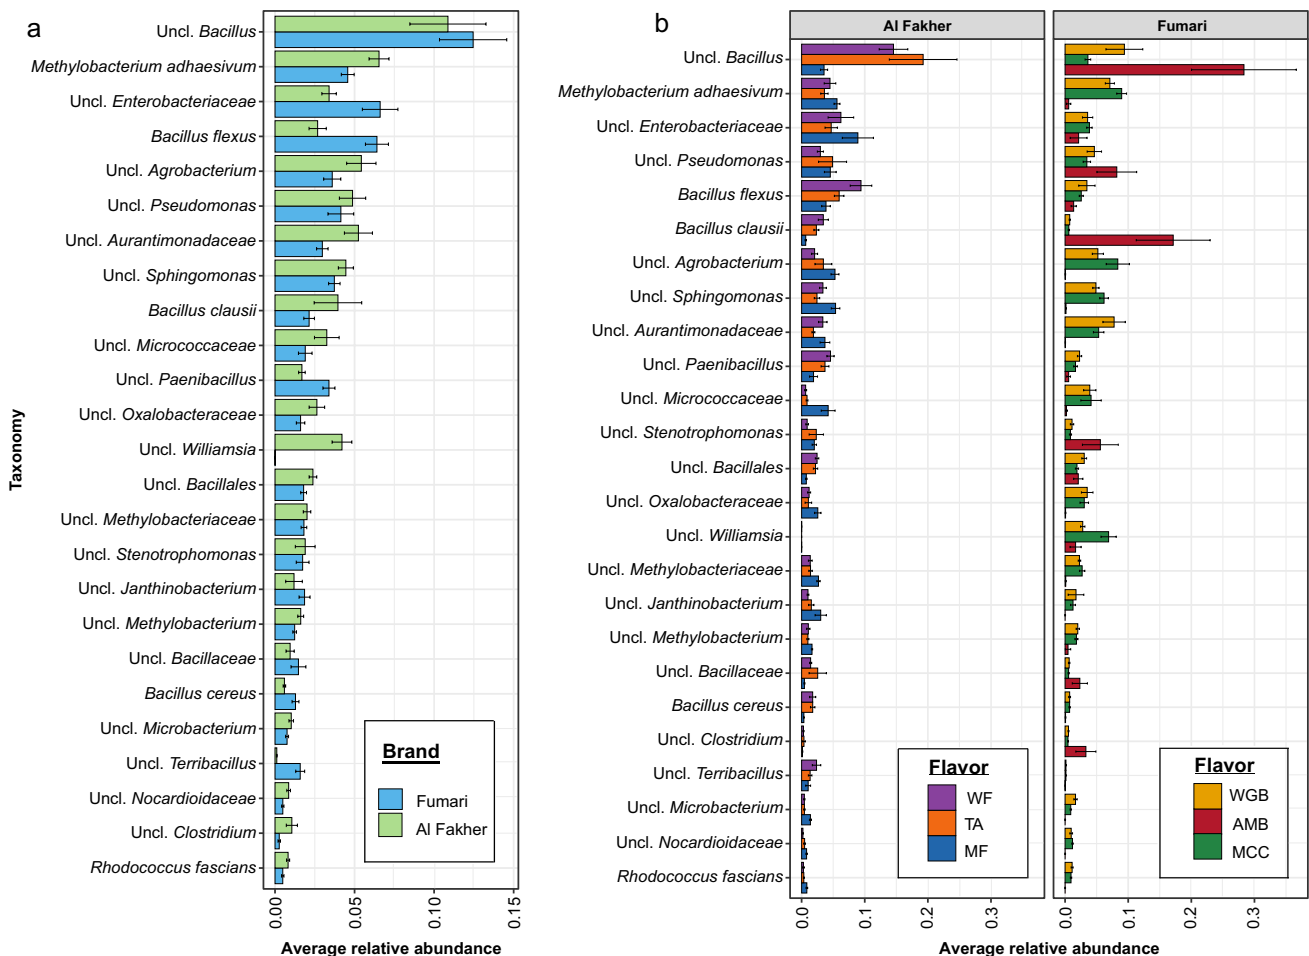 a
Taxonomy
Uncl. Bacillus
Methylobacterium adhaesivum
Uncl. Enterobacteriaceae
Bacillus flexus
Uncl. Agrobacterium
Uncl. Pseudomonas
Uncl. Aurantimonadaceae
Uncl. Sphingomonas
Bacillus clausii
Uncl. Micrococcaceae
Uncl. Paenibacillus
Uncl. Oxalobacteraceae
Uncl. Williamsia
Uncl. Bacillales
Uncl. Methylobacteriaceae
Uncl. Stenotrophomonas
Uncl. Janthinobacterium
Uncl. Methylobacterium
Uncl. Bacillaceae
Bacillus cereus
Uncl. Microbacterium
Uncl. Terribacillus
Uncl. Nocardioidaceae
Uncl. Clostridium
Rhodococcus fascians
Brand
Fumari
Al Fakher
0.00
0.05
0.10
0.15
Average relative abundance
b
Al Fakher
Fumari
Uncl. Bacillus
Methylobacterium adhaesivum
Uncl. Enterobacteriaceae
Uncl. Pseudomonas
Bacillus flexus
Bacillus clausii
Uncl. Agrobacterium
Uncl. Sphingomonas
Uncl. Aurantimonadaceae
Uncl. Paenibacillus
Uncl. Micrococcaceae
Uncl. Stenotrophomonas
Uncl. Bacillales
Uncl. Oxalobacteraceae
Uncl. Williamsia
Uncl. Methylobacteriaceae
Uncl. Janthinobacterium
Uncl. Methylobacterium
Uncl. Bacillaceae
Bacillus cereus
Uncl. Clostridium
Uncl. Terribacillus
Uncl. Microbacterium
Uncl. Nocardioidaceae
Rhodococcus fascians
Flavor
WF
TA
MF
Flavor
WGB
AMB
MCC
0.0
0.1
0.2
0.3
0.0
0.1
0.2
0.3
Average relative abundance